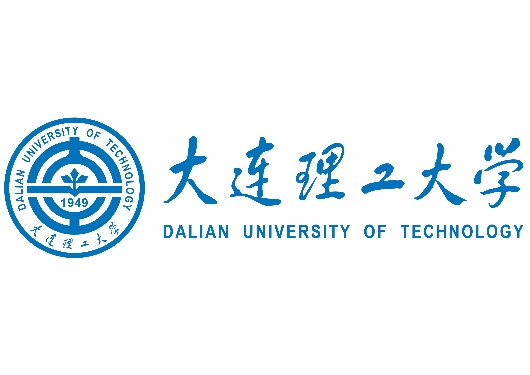 DALIAN UNIVERSITY OF TECHNOLOGY
1949
大连理工大学
大连理工大学
DALIAN UNIVERSITY OF TECHNOLOGY